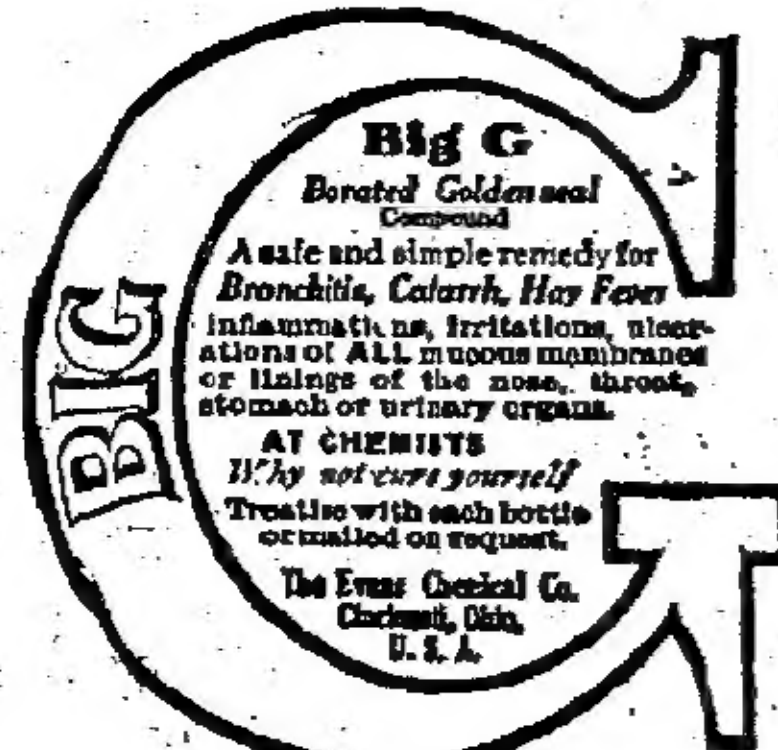 BIG
Big G
Borated Goldenseal
Compound
A safe and simple remedy for
Bronchitis, Catarrh, Hay Fever
inflammations, irritations, ulcer-
ations of ALL mucous membranes
or linings of the nose, throat,
stomach or urinary organs.
AT CHEMISTS
Why not cure yourself
Treatise with each bottle
or mailed on request.
The Evans Chemical Co.
Cincinnati, Ohio,
U. S. A.